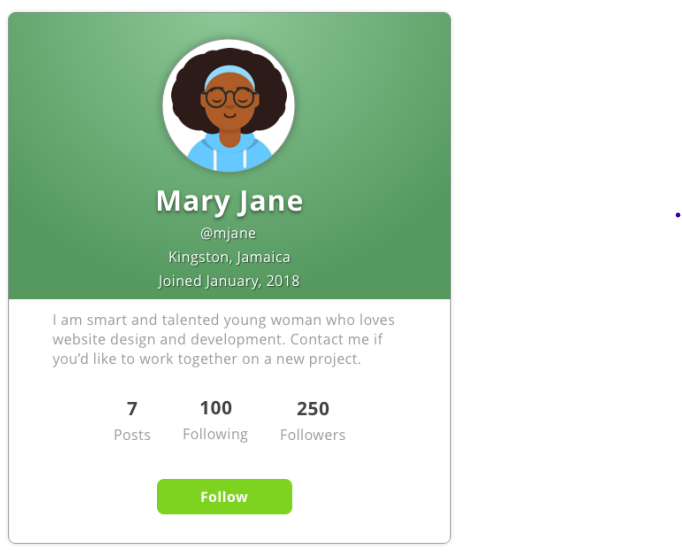 Mary Jane
@mjane
Kingston, Jamaica
Joined January, 2018
I am smart and talented young woman who loves
website design and development. Contact me if
you’d like to work together on a new project.
7 100 250
Posts Following Followers
Follow